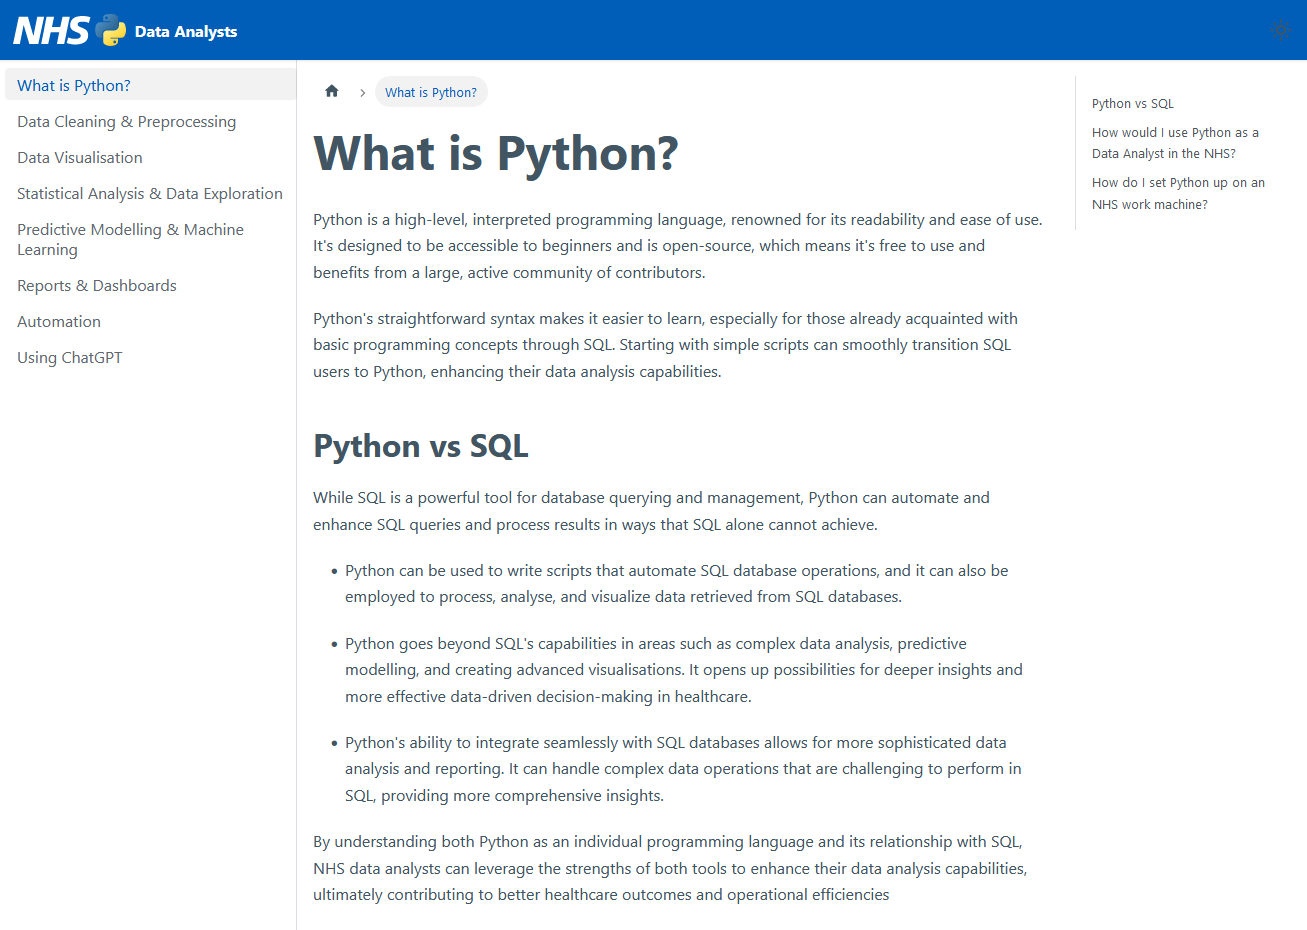 NHS Data Analysts
What is Python?
Data Cleaning & Preprocessing
Data Visualisation
Statistical Analysis & Data Exploration
Predictive Modelling & Machine
Learning
Reports & Dashboards
Automation
Using ChatGPT
What is Python?
What is Python?
Python is a high-level, interpreted programming language, renowned for its readability and ease of use.
It's designed to be accessible to beginners and is open-source, which means it's free to use and
benefits from a large, active community of contributors.
Python's straightforward syntax makes it easier to learn, especially for those already acquainted with
basic programming concepts through SQL. Starting with simple scripts can smoothly transition SQL
users to Python, enhancing their data analysis capabilities.
Python vs SQL
While SQL is a powerful tool for database querying and management, Python can automate and
enhance SQL queries and process results in ways that SQL alone cannot achieve.
• Python can be used to write scripts that automate SQL database operations, and it can also be
employed to process, analyse, and visualize data retrieved from SQL databases.
• Python goes beyond SQL's capabilities in areas such as complex data analysis, predictive
modelling, and creating advanced visualisations. It opens up possibilities for deeper insights and
more effective data-driven decision-making in healthcare.
• Python's ability to integrate seamlessly with SQL databases allows for more sophisticated data
analysis and reporting. It can handle complex data operations that are challenging to perform in
SQL, providing more comprehensive insights.
By understanding both Python as an individual programming language and its relationship with SQL,
NHS data analysts can leverage the strengths of both tools to enhance their data analysis capabilities,
ultimately contributing to better healthcare outcomes and operational efficiencies
Python vs SQL
How would I use Python as a
Data Analyst in the NHS?
How do I set Python up on an
NHS work machine?